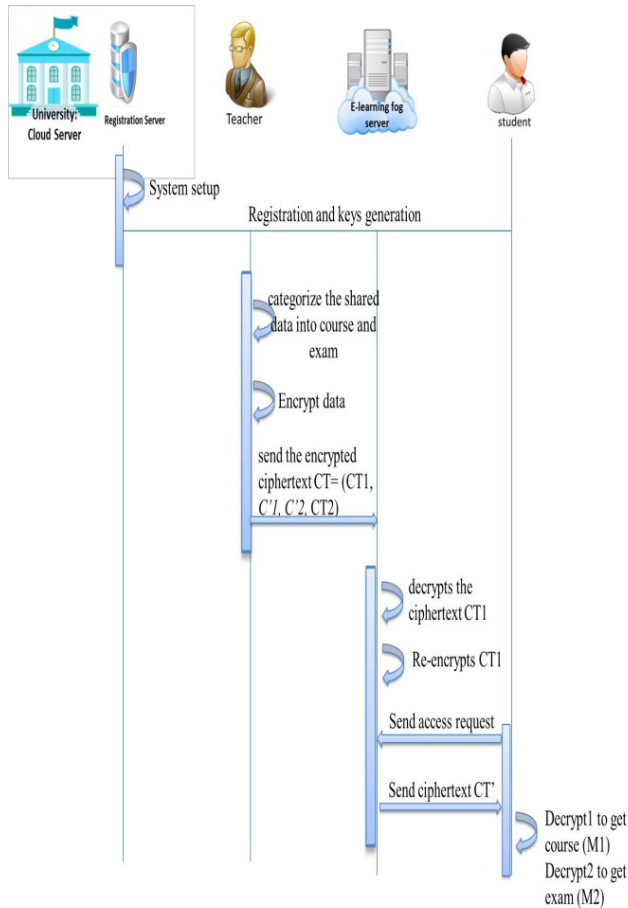 University:
Cloud Server
Registration Server
Teacher
E-learning fog
server
student
System setup
Registration and keys generation
categorize the shared
data into course and
exam
Encrypt data
send the encrypted
ciphertext CT= (CT1,
C'1, C'2, CT2)
decrypts the
ciphertext CT1
Re-encrypts CT1
Send access request
Send ciphertext CT’
Decrypt1 to get
course (M1)
Decrypt2 to get
exam (M2)